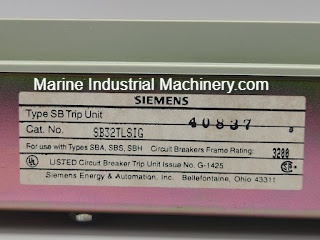 Marine Industrial Machinery.com
SIEMENS
Type SB Trip Unit 40837
Cat. No. SB32TLSIG
For use with Types SBA, SBS, SBH Circuit Breakers Frame Rating: 3200
LISTED Circuit Breaker Trip Unit Issue No. G-1425
Siemens Energy & Automation, Inc. Bellefontaine, Ohio 43311